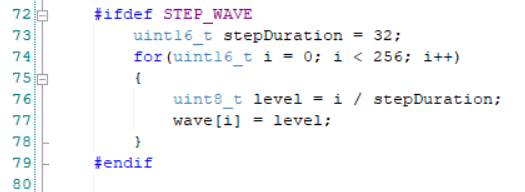 72 #ifdef STEP_WAVE
73 uint16_t stepDuration = 32;
74 for(uint16_t i = 0; i < 256; i++)
75 {
76 uint8_t level = i / stepDuration;
77 wave[i] = level;
78 }
79 #endif
80